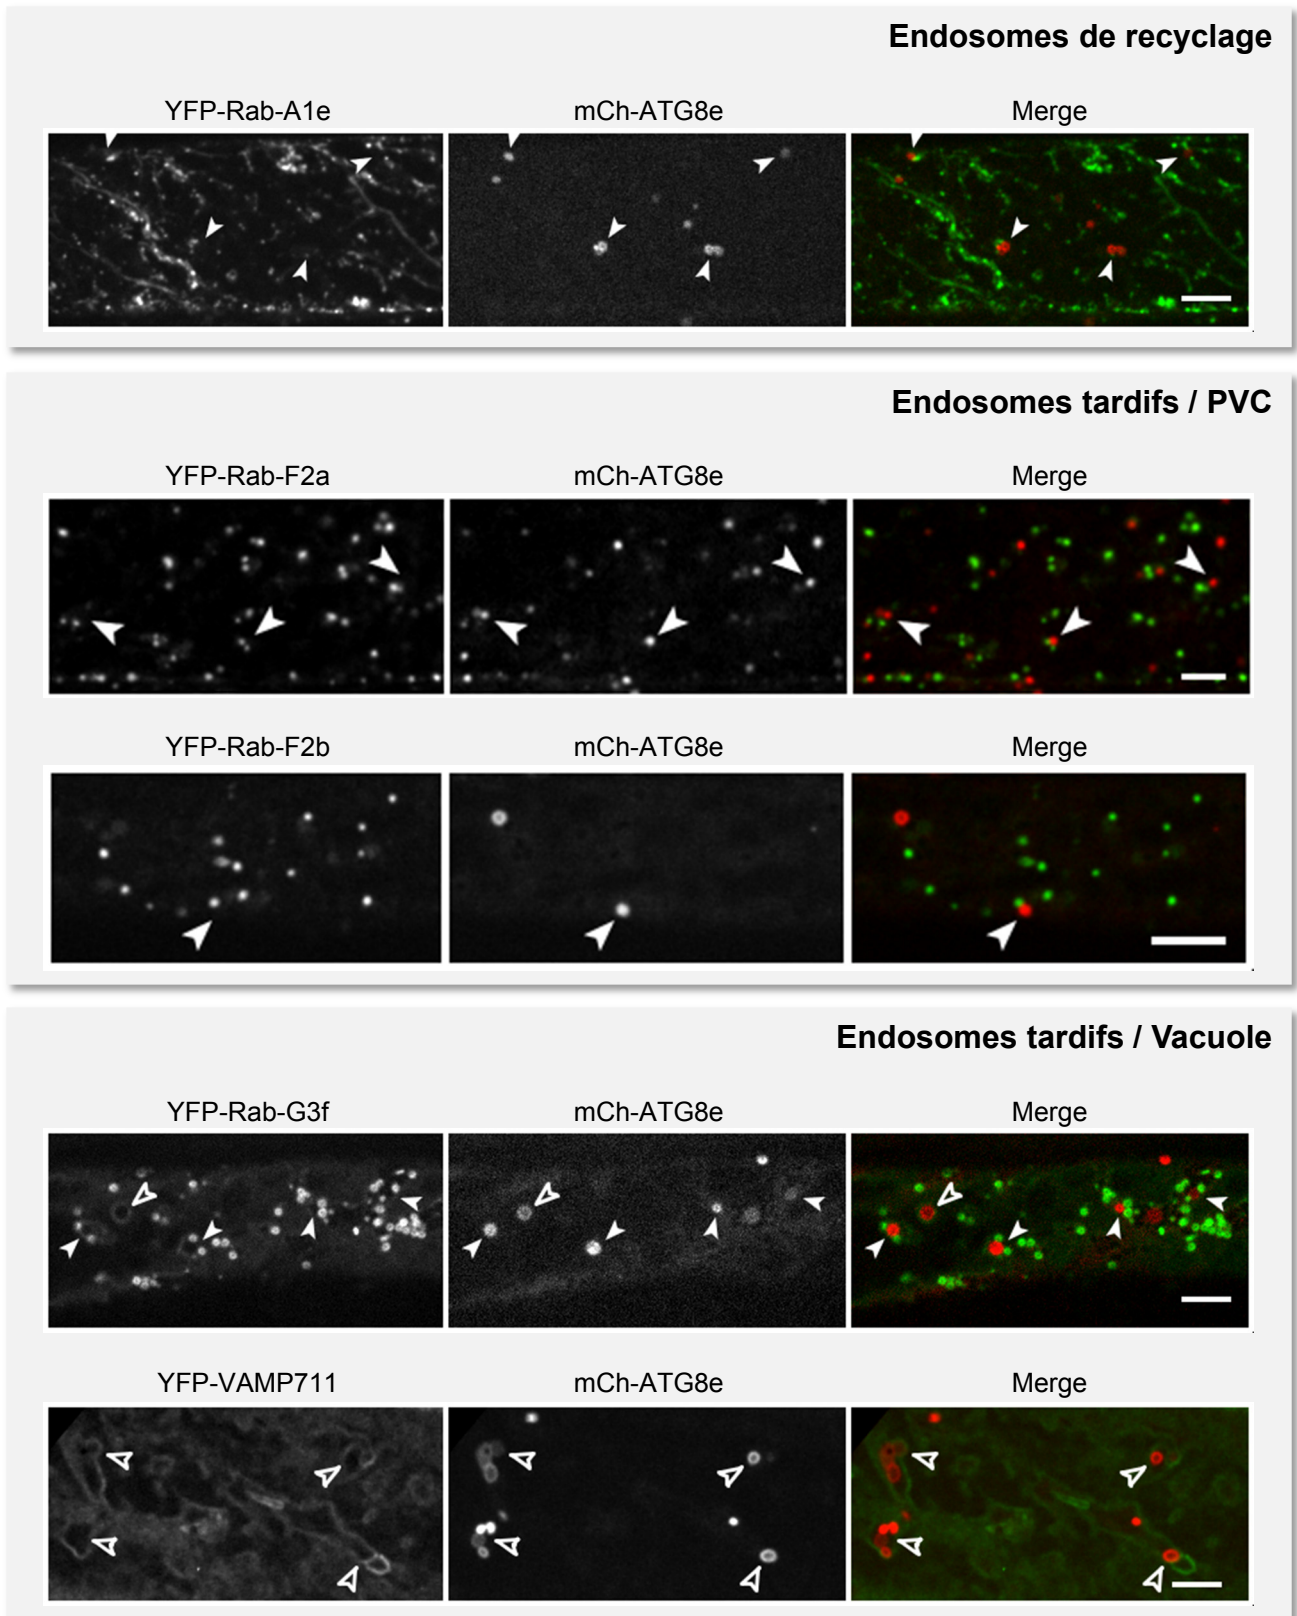 Endosomes de recyclage
YFP-Rab-A1e mCh-ATG8e Merge
Endosomes tardifs / PVC
YFP-Rab-F2a mCh-ATG8e Merge
YFP-Rab-F2b mCh-ATG8e Merge
Endosomes tardifs / Vacuole
YFP-Rab-G3f mCh-ATG8e Merge
YFP-VAMP711 mCh-ATG8e Merge